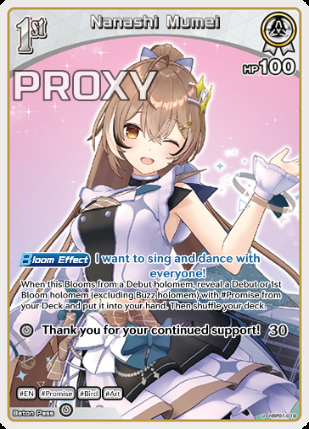 Nanashi Mumei
1st
HP 100
PROXY
Bloom Effect I want to sing and dance with
everyone!
When this Blooms from a Debut holomem, reveal a Debut or 1st
Bloom holomem (excluding Buzz holomem) with #Promise from
your Deck and put it into your hand. Then shuffle your deck.
Thank you for your continued support! 30
#EN #Promise #Bird #Art
Baton Pass